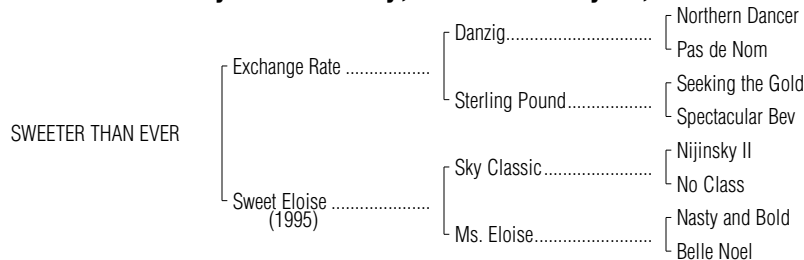 Northern Dancer
Danzig
Pas de Nom
Exchange Rate
Seeking the Gold
Sterling Pound
Spectacular Bev
SWEETER THAN EVER
Nijinsky II
Sky Classic
No Class
Sweet Eloise
(1995)
Nasty and Bold
Ms. Eloise
Belle Noel